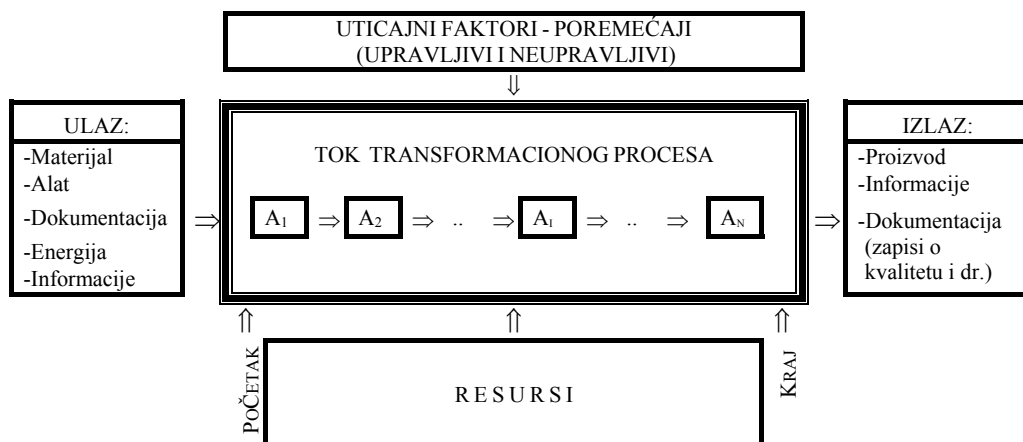 UTICAJNI FAKTORI - POREMEĆAJI
(UPRAVLJIVI I NEUPRAVLJIVI)
⇓
ULAZ:
-Materijal
-Alat
-Dokumentacija
-Energija
-Informacije
⇒
TOK TRANSFORMACIONOG PROCESA
A₁ ⇒ A₂ ⇒ .. ⇒ Aᵢ ⇒ .. ⇒ A_N
⇒
IZLAZ:
-Proizvod
-Informacije
-Dokumentacija
(zapisi o
kvalitetu i dr.)
⇑ ⇑ ⇑
POČETAK
RESURSI
KRAJ